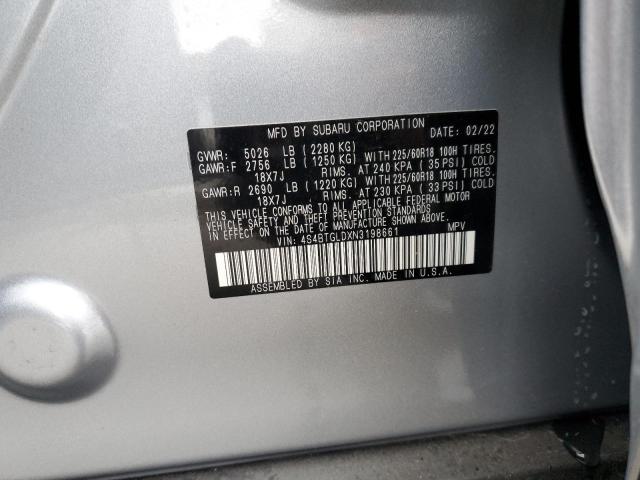 MFD BY SUBARU CORPORATION DATE: 02/22
GVWR: 5026 LB (2280 KG)
GAWR:F 2756 LB (1250 KG) WITH 225/60R18 100H TIRES.
18X7J RIMS. AT 240 KPA ( 35 PSI) COLD
GAWR:R 2690 LB (1220 KG) WITH 225/60R18 100H TIRES.
18X7J RIMS. AT 230 KPA ( 33 PSI) COLD
THIS VEHICLE CONFORMS TO ALL APPLICABLE FEDERAL MOTOR
VEHICLE SAFETY AND THEFT PREVENTION STANDARDS
IN EFFECT ON THE DATE OF MANUFACTURE SHOWN ABOVE.
VIN: 4S4BTGLDXN3198661 MPV
ASSEMBLED BY SIA INC. MADE IN U.S.A.